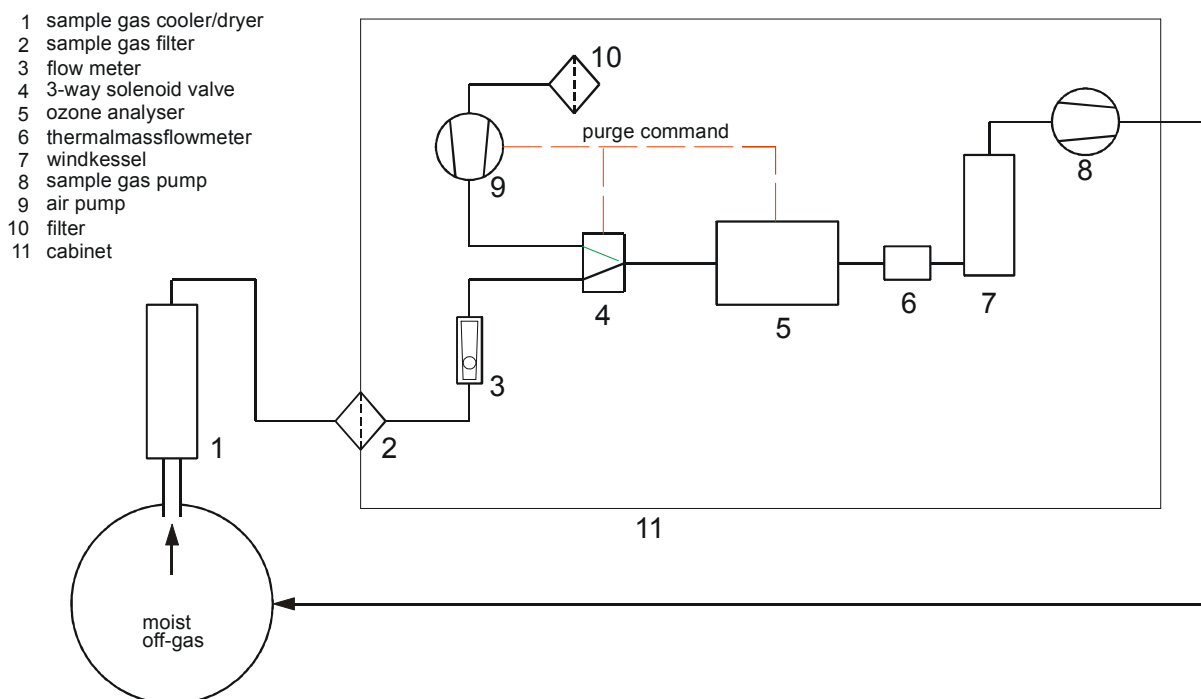 1 sample gas cooler/dryer
2 sample gas filter
3 flow meter
4 3-way solenoid valve
5 ozone analyser
6 thermalmassflowmeter
7 windkessel
8 sample gas pump
9 air pump
10 filter
11 cabinet
10
purge command
9
8
4
5
6
7
3
2
1
11
moist
off-gas